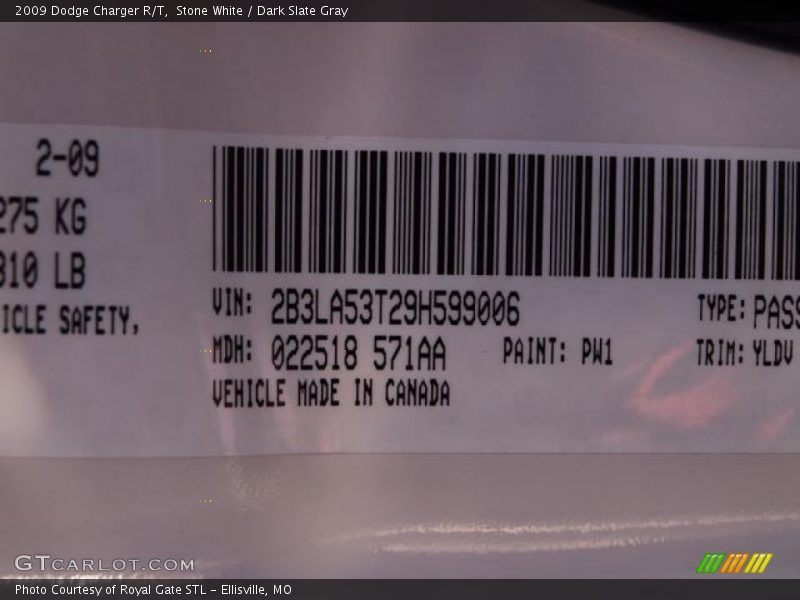 2009 Dodge Charger R/T, Stone White / Dark Slate Gray
2-09
275 KG
310 LB
ICLE SAFETY,
VIN: 2B3LA53T29H599006
TYPE: PASS
MDH: 022518 571AA
PAINT: PW1
TRIM: YLDV
VEHICLE MADE IN CANADA
GTCARLOT.COM
Photo Courtesy of Royal Gate STL - Ellisville, MO